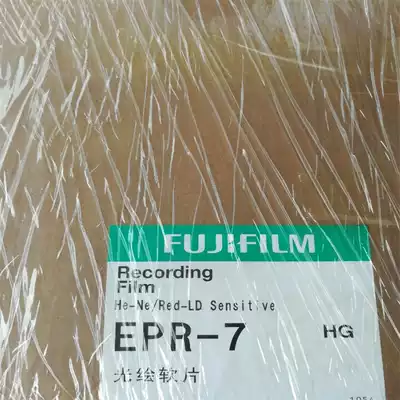 FUJIFILM
Recording
Film
He-Ne/Red-LD Sensitive
EPR-7 HG
光绘软片